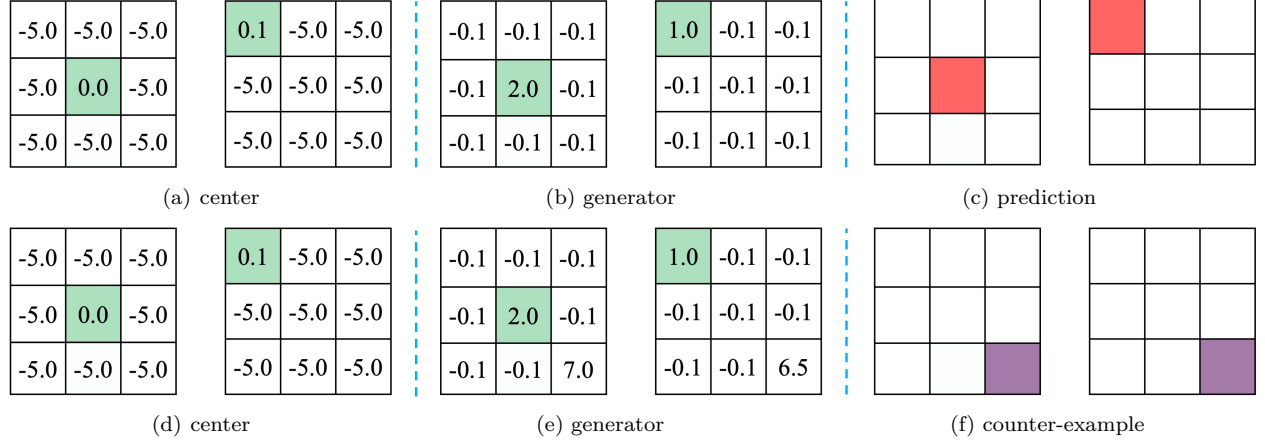 -5.0 -5.0 -5.0 0.1 -5.0 -5.0 -0.1 -0.1 -0.1 1.0 -0.1 -0.1
-5.0 0.0 -5.0 -5.0 -5.0 -5.0 -0.1 2.0 -0.1 -0.1 -0.1 -0.1
-5.0 -5.0 -5.0 -5.0 -5.0 -5.0 -0.1 -0.1 -0.1 -0.1 -0.1 -0.1
(a) center (b) generator (c) prediction
-5.0 -5.0 -5.0 0.1 -5.0 -5.0 -0.1 -0.1 -0.1 1.0 -0.1 -0.1
-5.0 0.0 -5.0 -5.0 -5.0 -5.0 -0.1 2.0 -0.1 -0.1 -0.1 -0.1
-5.0 -5.0 -5.0 -5.0 -5.0 -5.0 -0.1 -0.1 7.0 -0.1 -0.1 6.5
(d) center (e) generator (f) counter-example